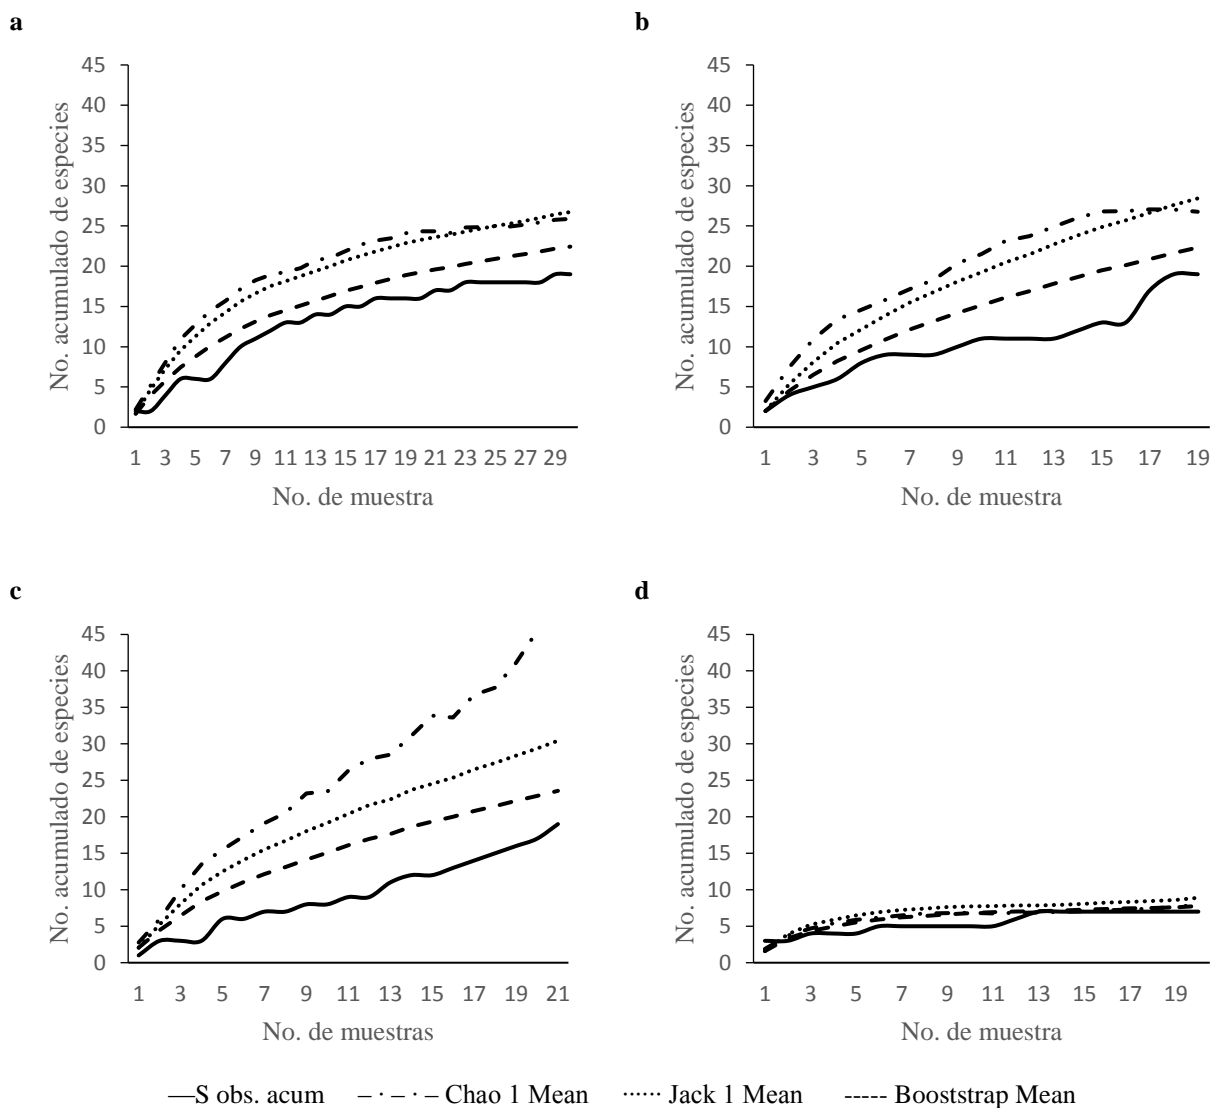 a
b
45
40
35
30
25
20
15
10
5
0
No. acumulado de especies
1 3 5 7 9 11 13 15 17 19 21 23 25 27 29
No. de muestra
45
40
35
30
25
20
15
10
5
0
No. acumulado de especies
1 3 5 7 9 11 13 15 17 19
No. de muestra
c
d
45
40
35
30
25
20
15
10
5
0
No. acumulado de especies
1 3 5 7 9 11 13 15 17 19 21
No. de muestras
45
40
35
30
25
20
15
10
5
0
No. acumulado de especies
1 3 5 7 9 11 13 15 17 19
No. de muestra
S obs. acum Chao 1 Mean Jack 1 Mean Booststrap Mean